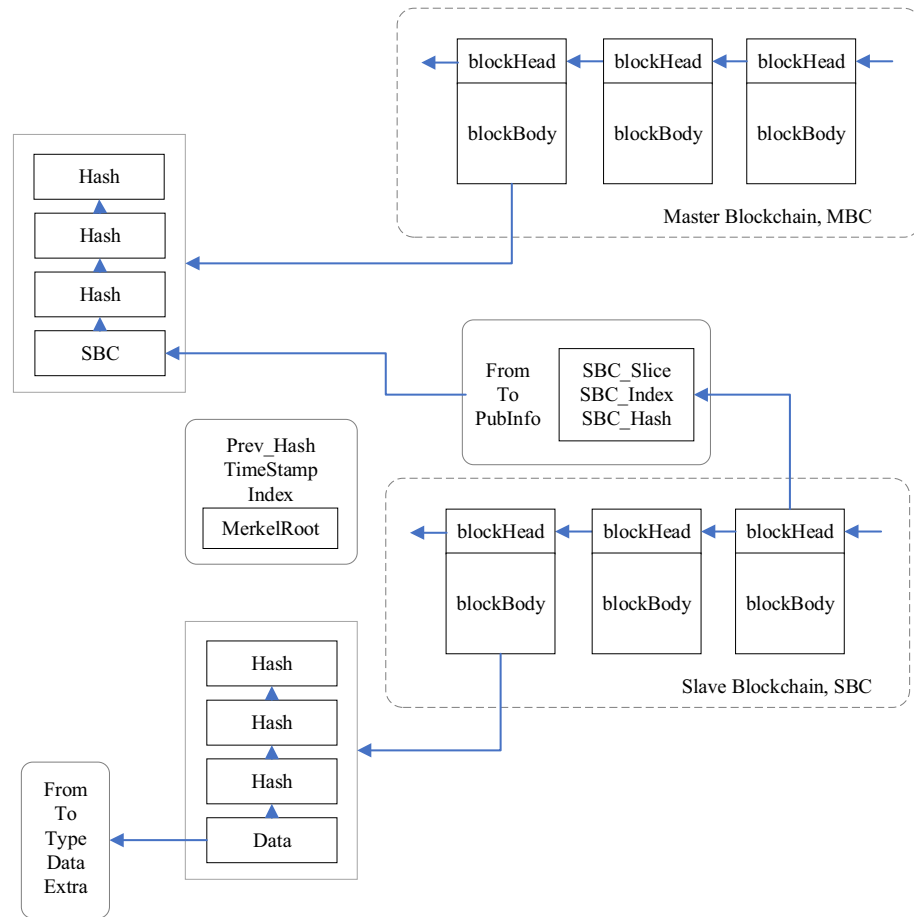 blockHead
blockHead
blockHead
blockBody
blockBody
blockBody
Master Blockchain, MBC
Hash
Hash
Hash
SBC
From
To
PubInfo
SBC_Slice
SBC_Index
SBC_Hash
Prev_Hash
TimeStamp
Index
MerkelRoot
blockHead
blockHead
blockHead
blockBody
blockBody
blockBody
Slave Blockchain, SBC
Hash
Hash
Hash
Data
From
To
Type
Data
Extra